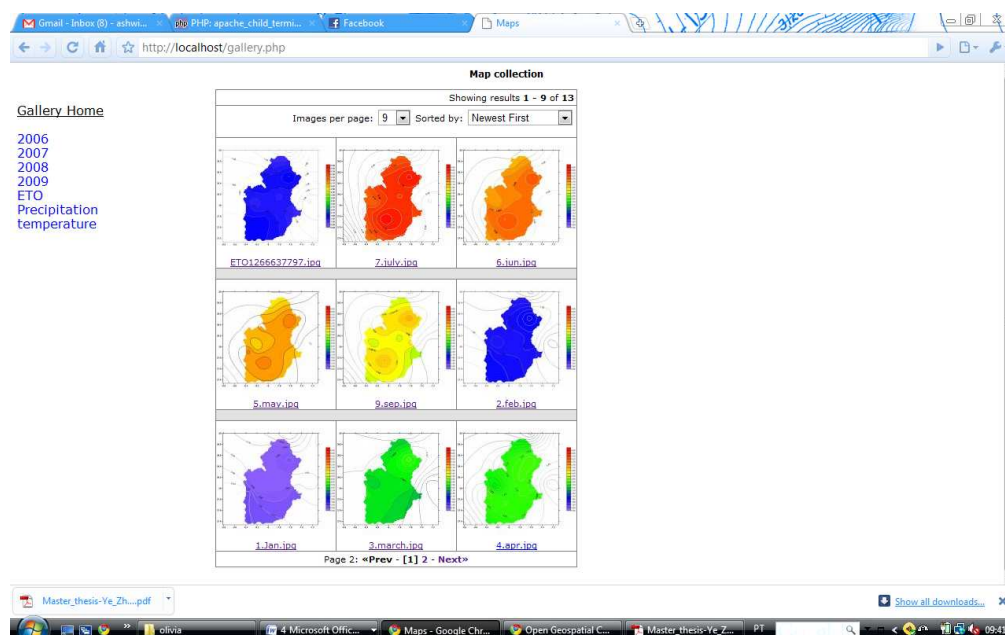 Gmail - Inbox (8) - ashwi...
PHP: apache_child_termi...
Facebook
Maps
http://localhost/gallery.php
Map collection
Gallery Home
2006
2007
2008
2009
ETO
Precipitation
temperature
Showing results 1 - 9 of 13
Images per page: 9 Sorted by: Newest First
ETO1266637797.jpg 7.july.jpg 6.jun.jpg
5.may.jpg 9.sep.jpg 2.feb.jpg
1.Jan.jpg 3.march.jpg 4.apr.jpg
Page 2: «Prev - [1] 2 - Next»
Master_thesis-Ye_Zh....pdf
Show all downloads...
olivia
4 Microsoft Offic...
Maps - Google Chr...
Open Geospatial C...
Master_thesis-Ye_Z...
PT